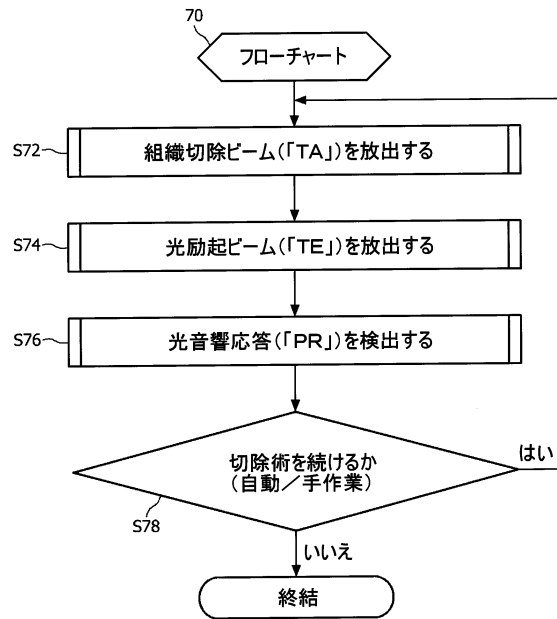 70
フローチャート
S72
組織切除ビーム(「TA」)を放出する
S74
光励起ビーム(「TE」)を放出する
S76
光音響応答(「PR」)を検出する
切除術を続けるか
(自動/手作業)
はい
S78
いいえ
終結